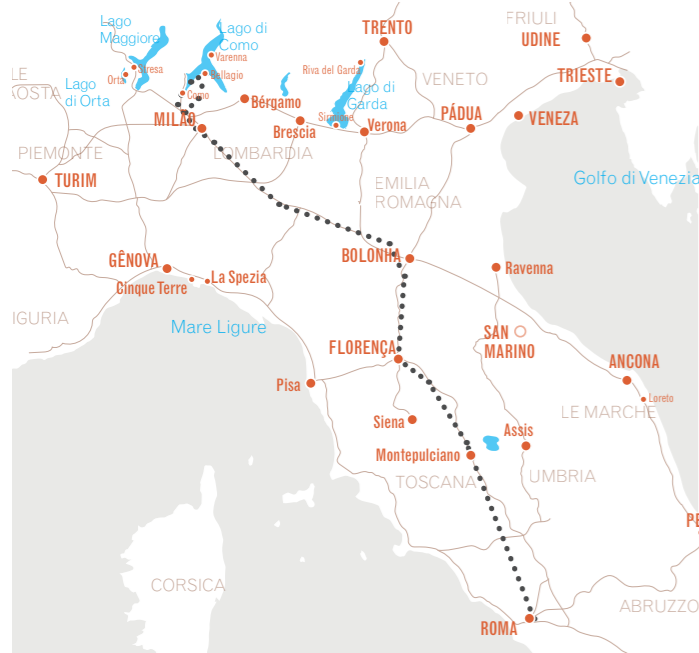 Lago
Maggiore
Lago di
Como
Varenna
Stresa
Bellagio
Orta
Lago
di Orta
Como
LE
AOSTA
TRENTO
FRIULI
UDINE
TRIESTE
Riva del Garda
VENETO
Lago di
Garda
Bérgamo
Sirmione
MILÃO
Brescia
Verona
PÁDUA
VENEZA
PIEMONTE
LOMBARDIA
TURIM
EMILIA
ROMAGNA
Golfo di Venezia
GÊNOVA
BOLONHA
Ravenna
La Spezia
Cinque Terre
IGURIA
Mare Ligure
FLORENÇA
SAN
MARINO
ANCONA
Pisa
Loreto
LE MARCHE
Siena
Assis
Montepulciano
TOSCANA
UMBRIA
PE
CORSICA
ABRUZZO
ROMA